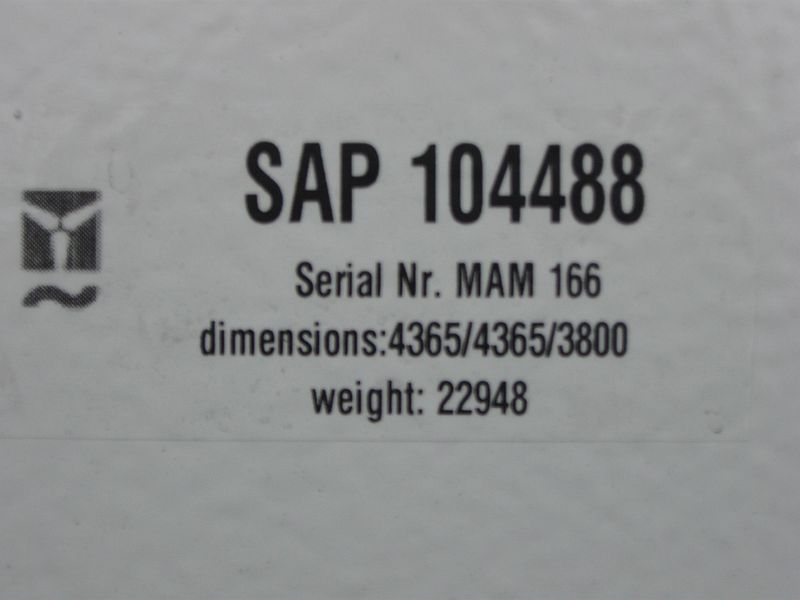 SAP 104488
Serial Nr. MAM 166
dimensions:4365/4365/3800
weight: 22948